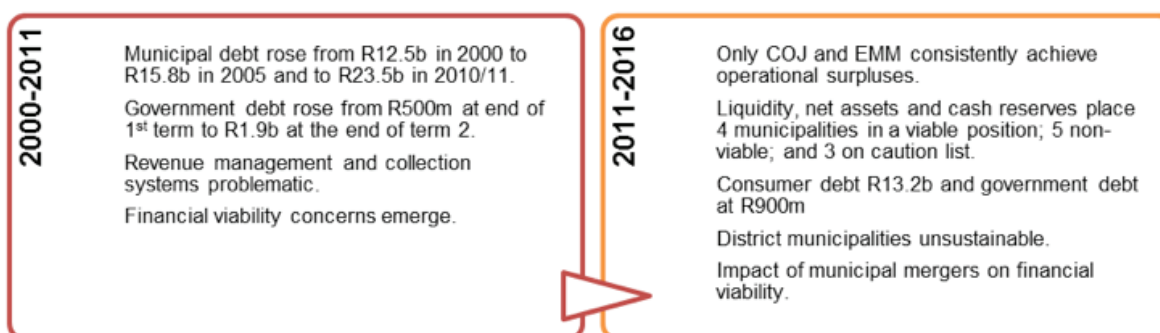 2000-2011
Municipal debt rose from R12.5b in 2000 to
R15.8b in 2005 and to R23.5b in 2010/11.
Government debt rose from R500m at end of
1st term to R1.9b at the end of term 2.
Revenue management and collection
systems problematic.
Financial viability concerns emerge.
2011-2016
Only COJ and EMM consistently achieve
operational surpluses.
Liquidity, net assets and cash reserves place
4 municipalities in a viable position; 5 non-
viable; and 3 on caution list.
Consumer debt R13.2b and government debt
at R900m
District municipalities unsustainable.
Impact of municipal mergers on financial
viability.